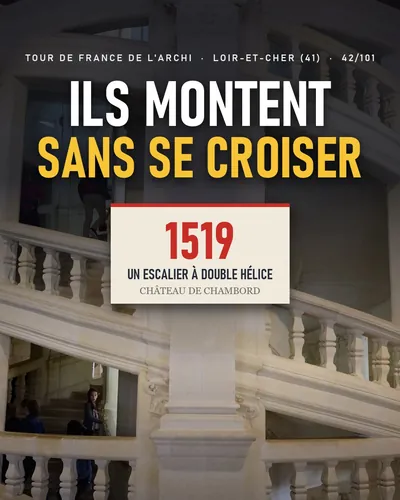 TOUR DE FRANCE DE L'ARCHI · LOIR-ET-CHER (41) · 42/101
ILS MONTENT
SANS SE CROISER
1519
UN ESCALIER À DOUBLE HÉLICE
CHÂTEAU DE CHAMBORD